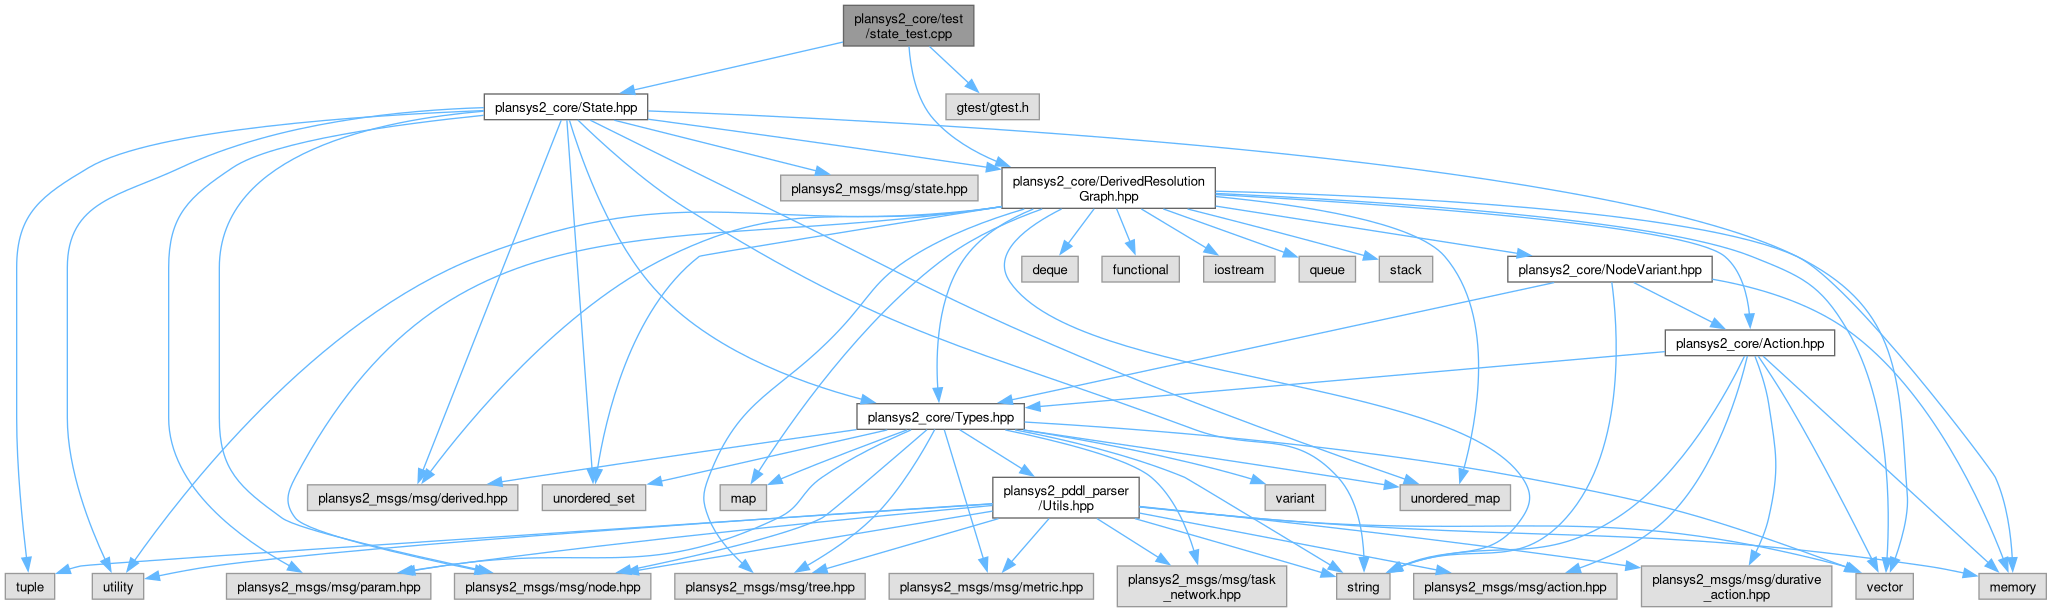 plansys2_core/test
/state_test.cpp
plansys2_core/State.hpp
gtest/gtest.h
plansys2_msgs/msg/state.hpp
plansys2_core/DerivedResolution
Graph.hpp
deque
functional
iostream
queue
stack
plansys2_core/NodeVariant.hpp
plansys2_core/Action.hpp
plansys2_core/Types.hpp
plansys2_msgs/msg/derived.hpp
unordered_set
map
plansys2_pddl_parser
/Utils.hpp
variant
unordered_map
tuple
utility
plansys2_msgs/msg/param.hpp
plansys2_msgs/msg/node.hpp
plansys2_msgs/msg/tree.hpp
plansys2_msgs/msg/metric.hpp
plansys2_msgs/msg/task
_network.hpp
string
plansys2_msgs/msg/action.hpp
plansys2_msgs/msg/durative
_action.hpp
vector
memory